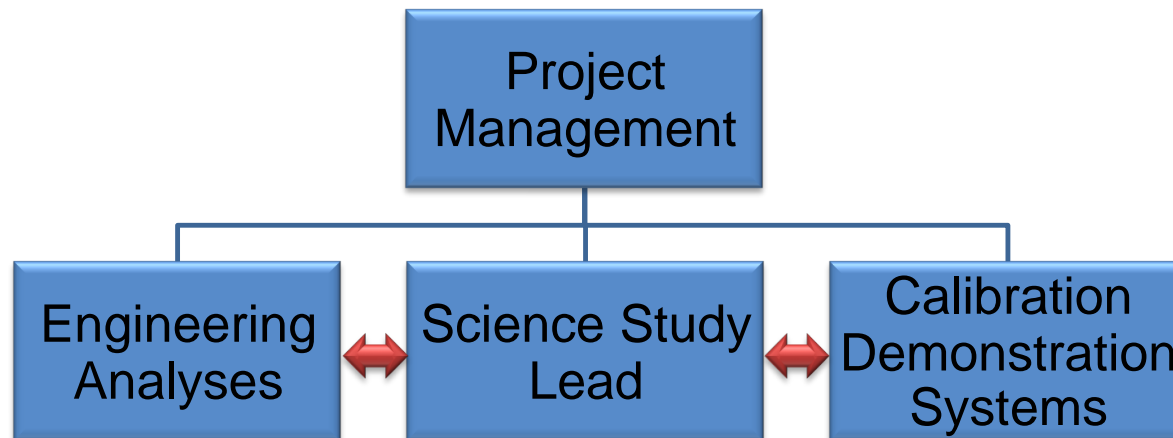 Project
Management
Engineering
Analyses
Science Study
Lead
Calibration
Demonstration
Systems